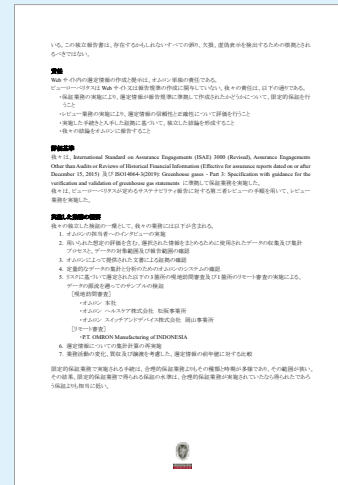 いる。この独立報告書は、存在するかもしれないすべての誤り、欠損、虚偽表示を検出するための根拠とされ
るべきではない。
責任
Web サイト内の選定情報の作成と提示は、オムロン単独の責任である。
ビューローベリタスは Web サイト又は報告規準の作成に関与していない。我々の責任は、以下の通りである。
・保証業務の実施により、選定情報が報告規準に準拠して作成されたかどうかについて、限定的保証を行
うこと
・レビュー業務の実施により、選定情報の信頼性と正確性について評価を行うこと
・実施した手続きと入手した証拠に基づいて、独立した結論を形成すること
・我々の結論をオムロンに報告すること
評価基準
我々は、International Standard on Assurance Engagements (ISAE) 3000 (Revised), Assurance Engagements
Other than Audits or Reviews of Historical Financial Information (Effective for assurance reports dated on or after
December 15, 2015) 及び ISO14064-3(2019): Greenhouse gases - Part 3: Specification with guidance for the
verification and validation of greenhouse gas statements に準拠して保証業務を実施した。
我々は、ビューローベリタスが定めるサステナビリティ報告に対する第三者レビューの手順を用いて、レビュー
業務を実施した。
実施した業務の概要
我々の独立した検証の一環として、我々の業務には以下が含まれる。
1. オムロンの担当者へのインタビューの実施
2. 用いられた想定の評価を含む、選択された情報をまとめるために使用されたデータの収集及び集計
プロセスと、データの対象範囲及び報告範囲の確認
3. オムロンによって提供された文書による証拠の確認
4. 定量的なデータの集計と分析のためのオムロンのシステムの確認
5. リスクに基づいて選定された以下の3箇所の現地訪問審査及び1箇所のリモート審査の実施による、
データの源流を遡ってのサンプルの検証
［現地訪問審査］
・オムロン 本社
・オムロン ヘルスケア株式会社 松阪事業所
・オムロン スイッチアンドデバイス株式会社 岡山事業所
［リモート審査］
・P.T. OMRON Manufacturing of INDONESIA
6. 選定情報についての集計計算の再実施
7. 業務活動の変化、買収及び譲渡を考慮した、選定情報の前年値に対する比較
限定的保証業務で実施される手続は、合理的保証業務よりもその種類と時期が多様であり、その範囲が狭い。
その結果、限定的保証業務で得られる保証の水準は、合理的保証業務が実施されていたなら得られたであろ
う保証よりも相当に低い。